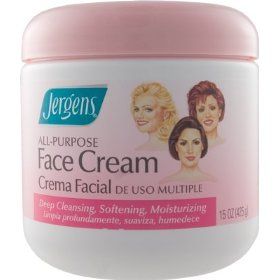 Jergens
ALL-PURPOSE
Face Cream
Crema Facial DE USO MULTIPLE
Deep Cleansing, Softening, Moisturizing
Limpia profundamente, suaviza, humedece
15 OZ (425 g)